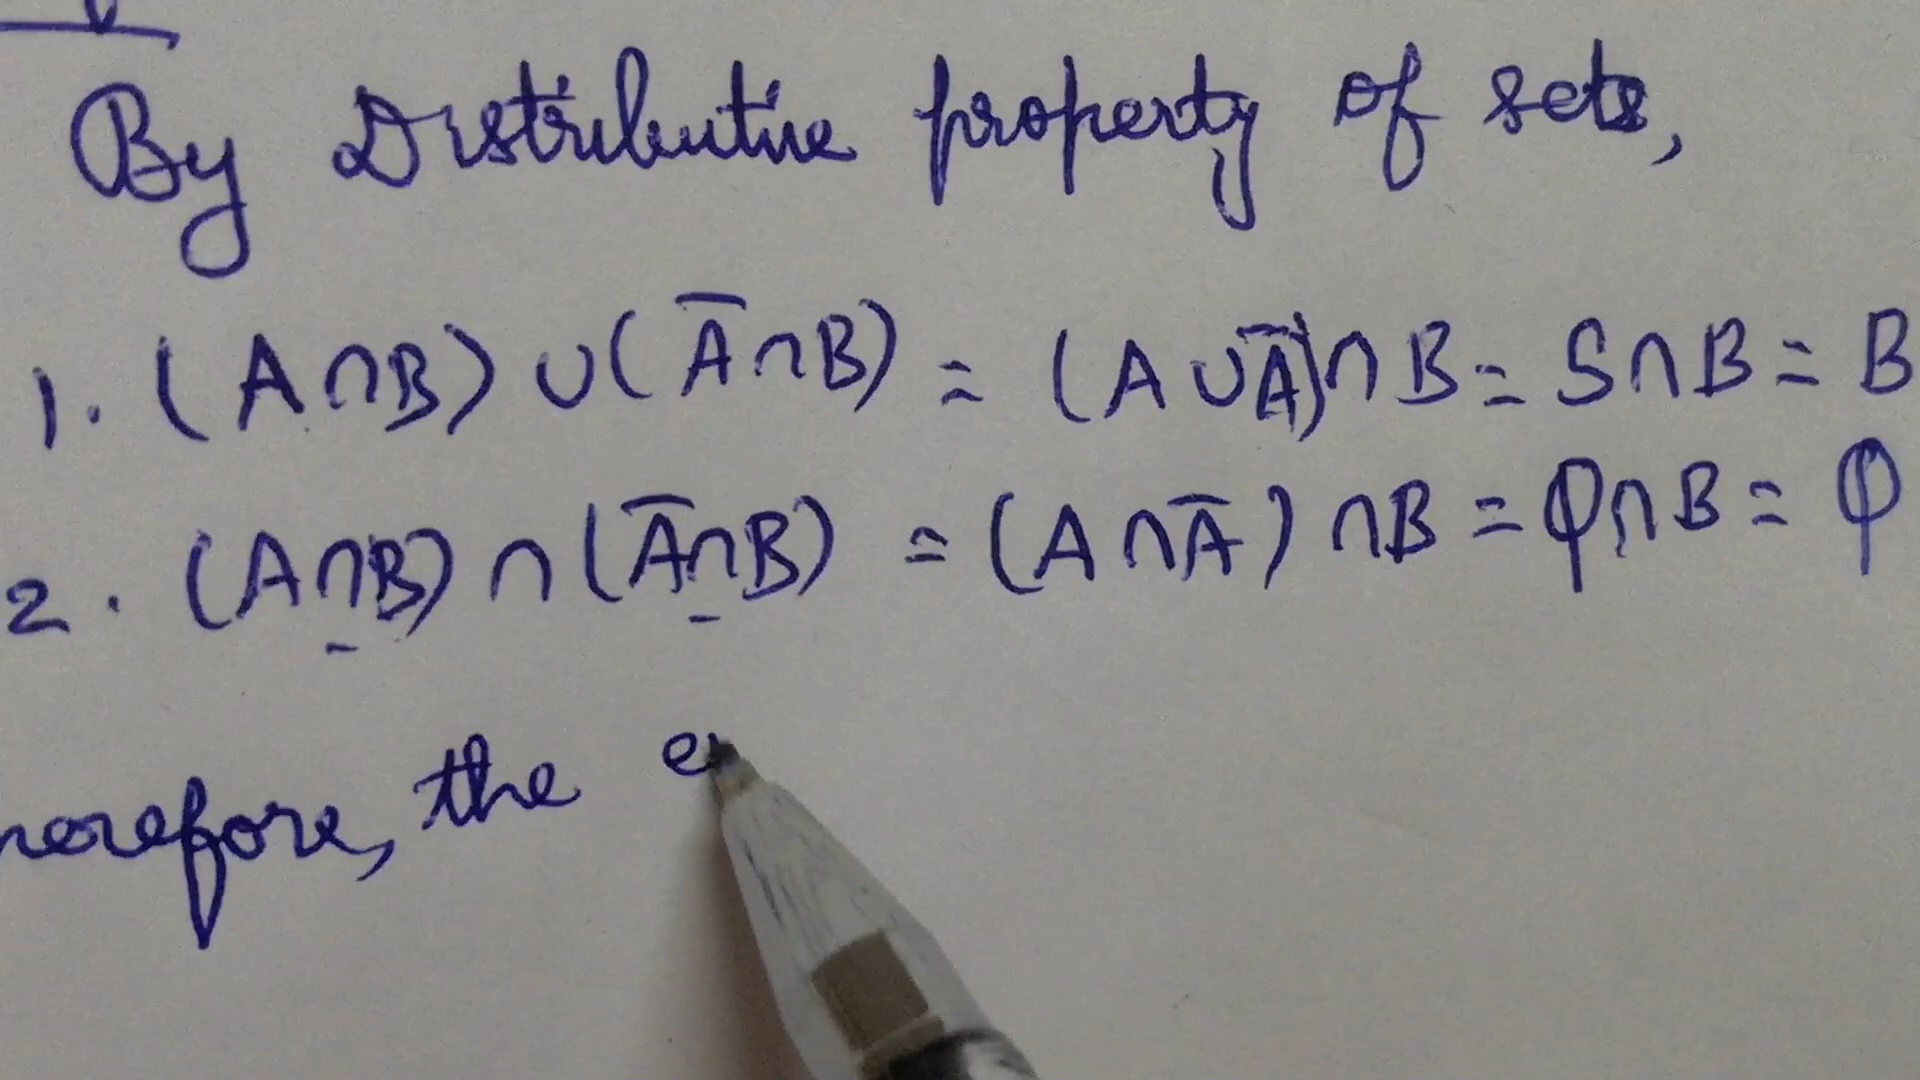 By Distributive property of sets,
1. (A∩B) ∪ (A̅∩B) = (A∪A̅)∩B = S∩B = B
2. (A∩B) ∩ (A̅∩B) = (A∩A̅) ∩B = φ∩B = φ
herefore, the e